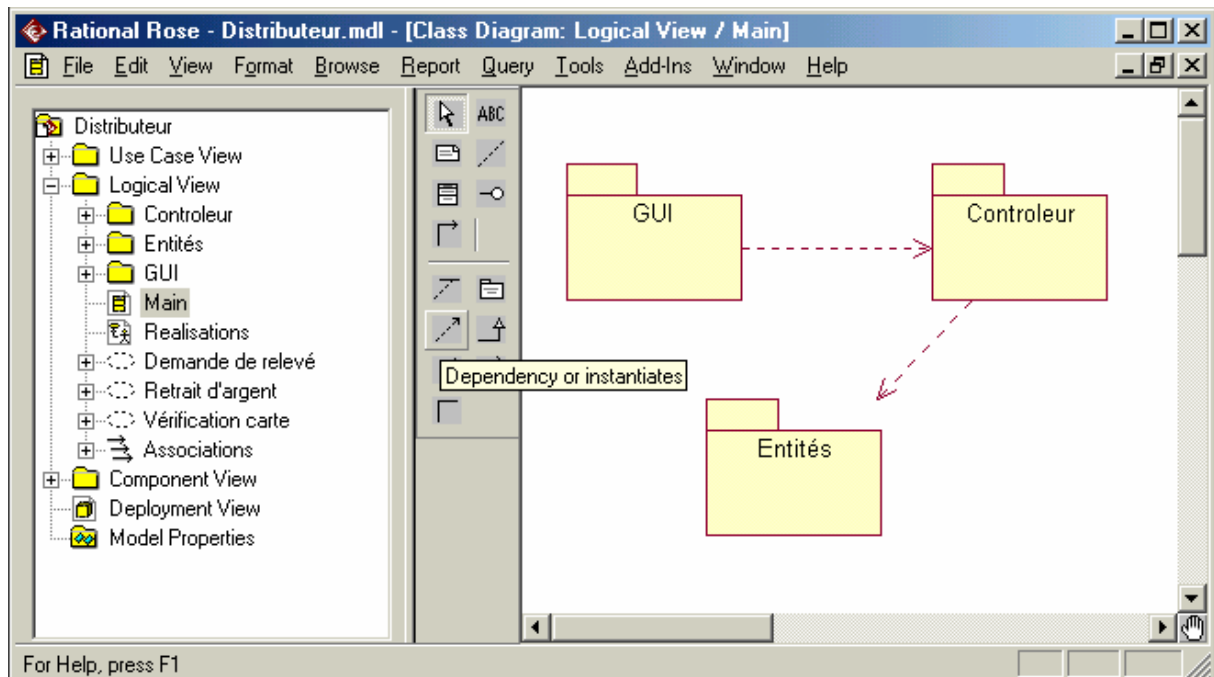 Rational Rose - Distributeur.mdl - [Class Diagram: Logical View / Main]
File Edit View Format Browse Report Query Tools Add-Ins Window Help
Distributeur
Use Case View
Logical View
Controleur
Entités
GUI
Main
Realisations
Demande de relevé
Retrait d'argent
Vérification carte
Associations
Component View
Deployment View
Model Properties
ABC
Dependency or instantiates
GUI
Controleur
Entités
For Help, press F1